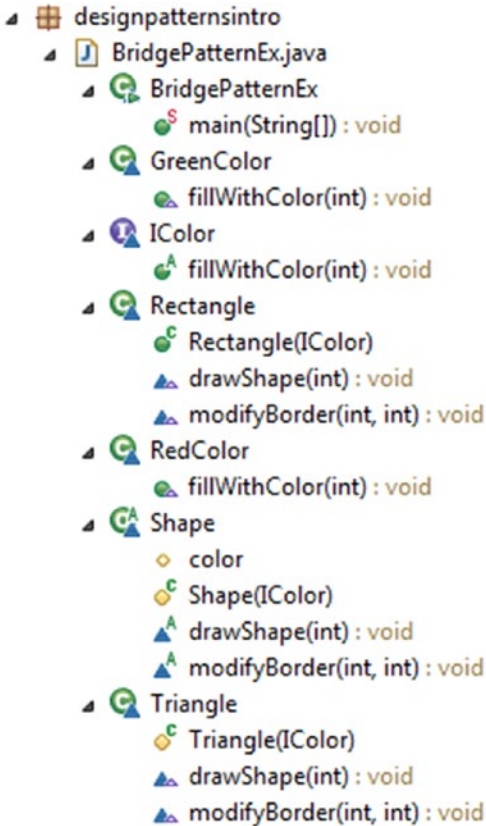 designpatternsintro
BridgePatternEx.java
BridgePatternEx
main(String[]) : void
GreenColor
fillWithColor(int) : void
IColor
fillWithColor(int) : void
Rectangle
Rectangle(IColor)
drawShape(int) : void
modifyBorder(int, int) : void
RedColor
fillWithColor(int) : void
Shape
color
Shape(IColor)
drawShape(int) : void
modifyBorder(int, int) : void
Triangle
Triangle(IColor)
drawShape(int) : void
modifyBorder(int, int) : void